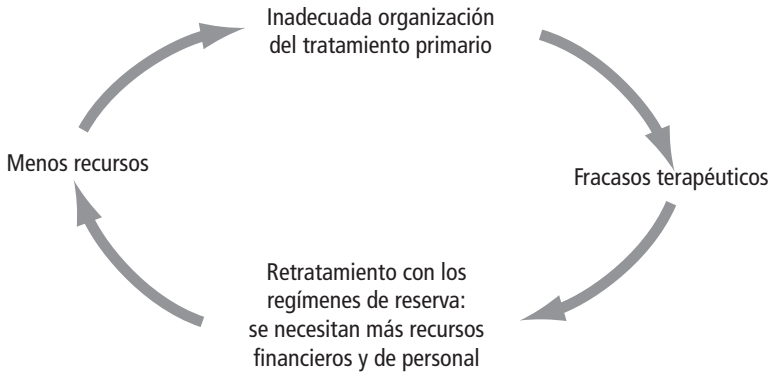 Inadecuada organización
del tratamiento primario
Menos recursos
Fracasos terapéuticos
Retratamiento con los
regímenes de reserva:
se necesitan más recursos
financieros y de personal